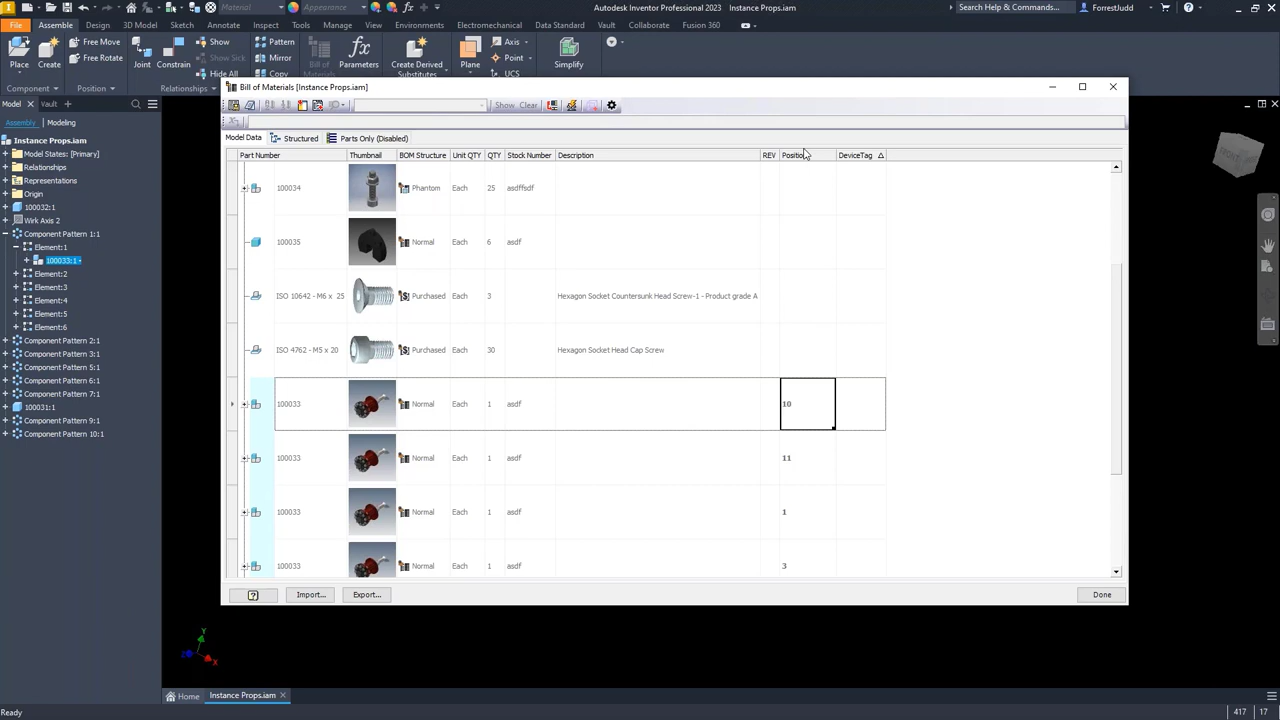 Material
Appearance
Autodesk Inventor Professional 2023 Instance Props.iam
Search Help & Commands...
ForrestJudd
File
Assemble
3D Model
Sketch
Annotate
Inspect
Tools
Manage
View
Environments
Electromechanical
Data Standard
Vault
Collaborate
Fusion 360
Place
Create
Free Move
Free Rotate
Joint
Constrain
Show
Show Sick
Hide All
Pattern
Mirror
Copy
Bill of Materials
Parameters
Create Derived Substitutes
Plane
Axis
Point
UCS
Simplify
Component
Position
Relationships
Model
Vault
Assembly
Modeling
Instance Props.iam
Model States: [Primary]
Relationships
Representations
Origin
100032:1
Wirk Axis 2
Component Pattern 1:1
Element:1
100033:1
Element:2
Element:3
Element:4
Element:5
Element:6
Component Pattern 2:1
Component Pattern 3:1
Component Pattern 5:1
Component Pattern 6:1
Component Pattern 7:1
100031:1
Component Pattern 9:1
Component Pattern 10:1
Bill of Materials [Instance Props.iam]
Show Clear
Model Data
Structured
Parts Only (Disabled)
Part Number Thumbnail BOM Structure Unit QTY QTY Stock Number Description REV Position DeviceTag
100034 Phantom Each 25 asdffsdf
100035 Normal Each 6 asdf
ISO 10642 - M6 x 25 Purchased Each 3 Hexagon Socket Countersunk Head Screw-1 - Product grade A
ISO 4762 - M5 x 20 Purchased Each 30 Hexagon Socket Head Cap Screw
100033 Normal Each 1 asdf 10
100033 Normal Each 1 asdf 11
100033 Normal Each 1 asdf 1
100033 Normal Each 1 asdf 3
Import...
Export...
Done
FRONT
Y
Z
X
Home
Instance Props.iam
Ready
417 17